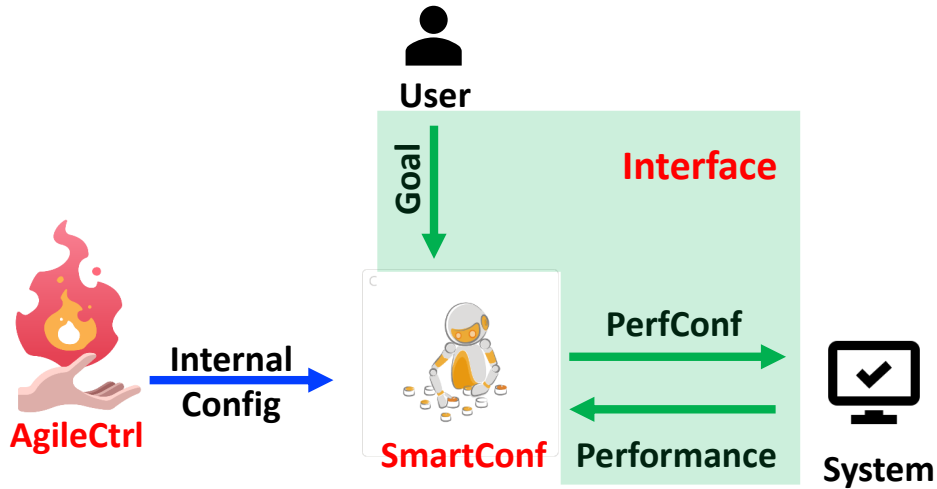 User
Goal
Interface
PerfConf
Internal
Config
AgileCtrl
SmartConf
Performance
System